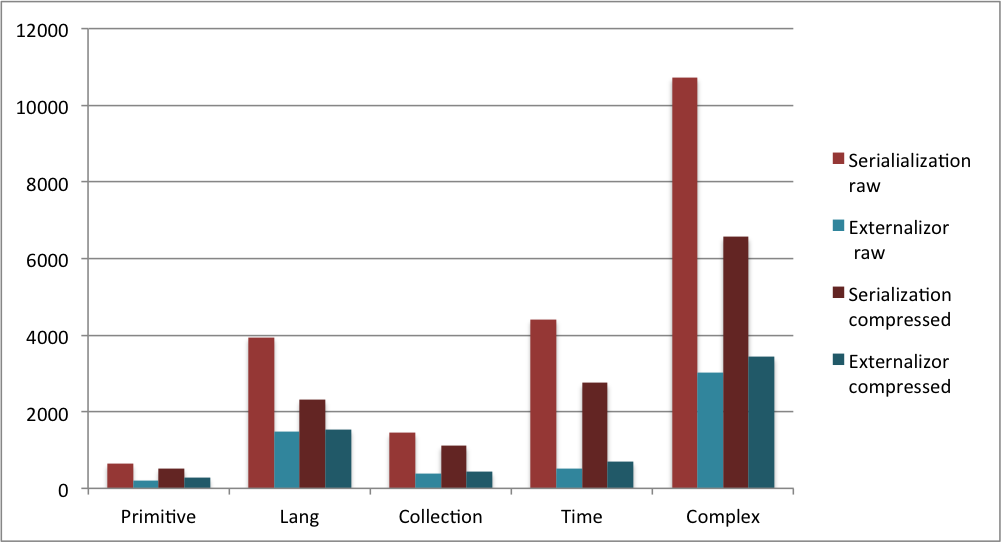 12000
10000
8000
6000
4000
2000
0
Primitive
Lang
Collection
Time
Complex
Serialialization
raw
Externalizor
raw
Serialization
compressed
Externalizor
compressed